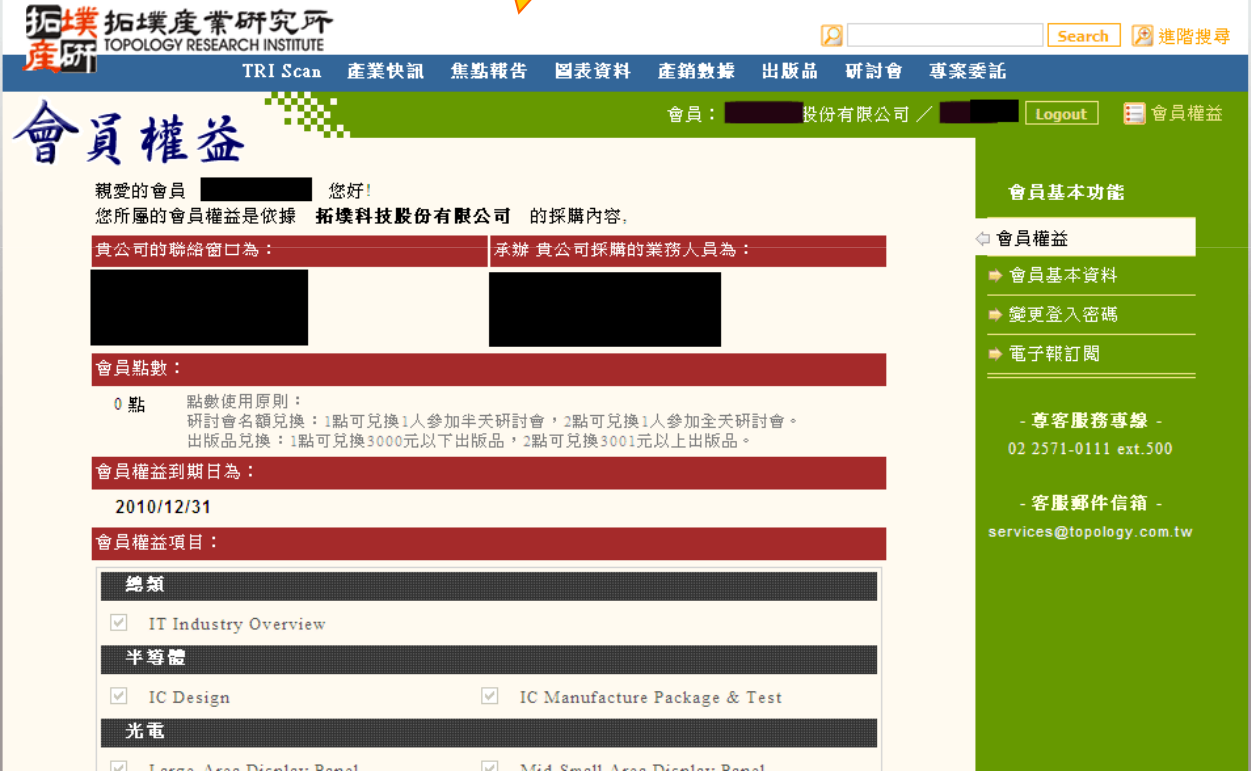 拓墣產研
拓墣產業研究所
TOPOLOGY RESEARCH INSTITUTE
Search 進階搜尋
TRI Scan 產業快訊 焦點報告 圖表資料 產銷數據 出版品 研討會 專案委託
會員： 股份有限公司 ／ Logout 會員權益
會員權益
親愛的會員 您好!
您所屬的會員權益是依據 拓墣科技股份有限公司 的採購內容.
貴公司的聯絡窗口為： 承辦 貴公司採購的業務人員為：
會員點數：
0 點 點數使用原則：
研討會名額兌換：1點可兌換1人參加半天研討會，2點可兌換1人參加全天研討會。
出版品兌換：1點可兌換3000元以下出版品，2點可兌換3001元以上出版品。
會員權益到期日為：
2010/12/31
會員權益項目：
總類
IT Industry Overview
半導體
IC Design IC Manufacture Package & Test
光電
Large-Area Display Panel Mid-Small Area Display Panel
會員基本功能
會員權益
會員基本資料
變更登入密碼
電子報訂閱
- 尊客服務專線 -
02 2571-0111 ext.500
- 客服郵件信箱 -
services@topology.com.tw